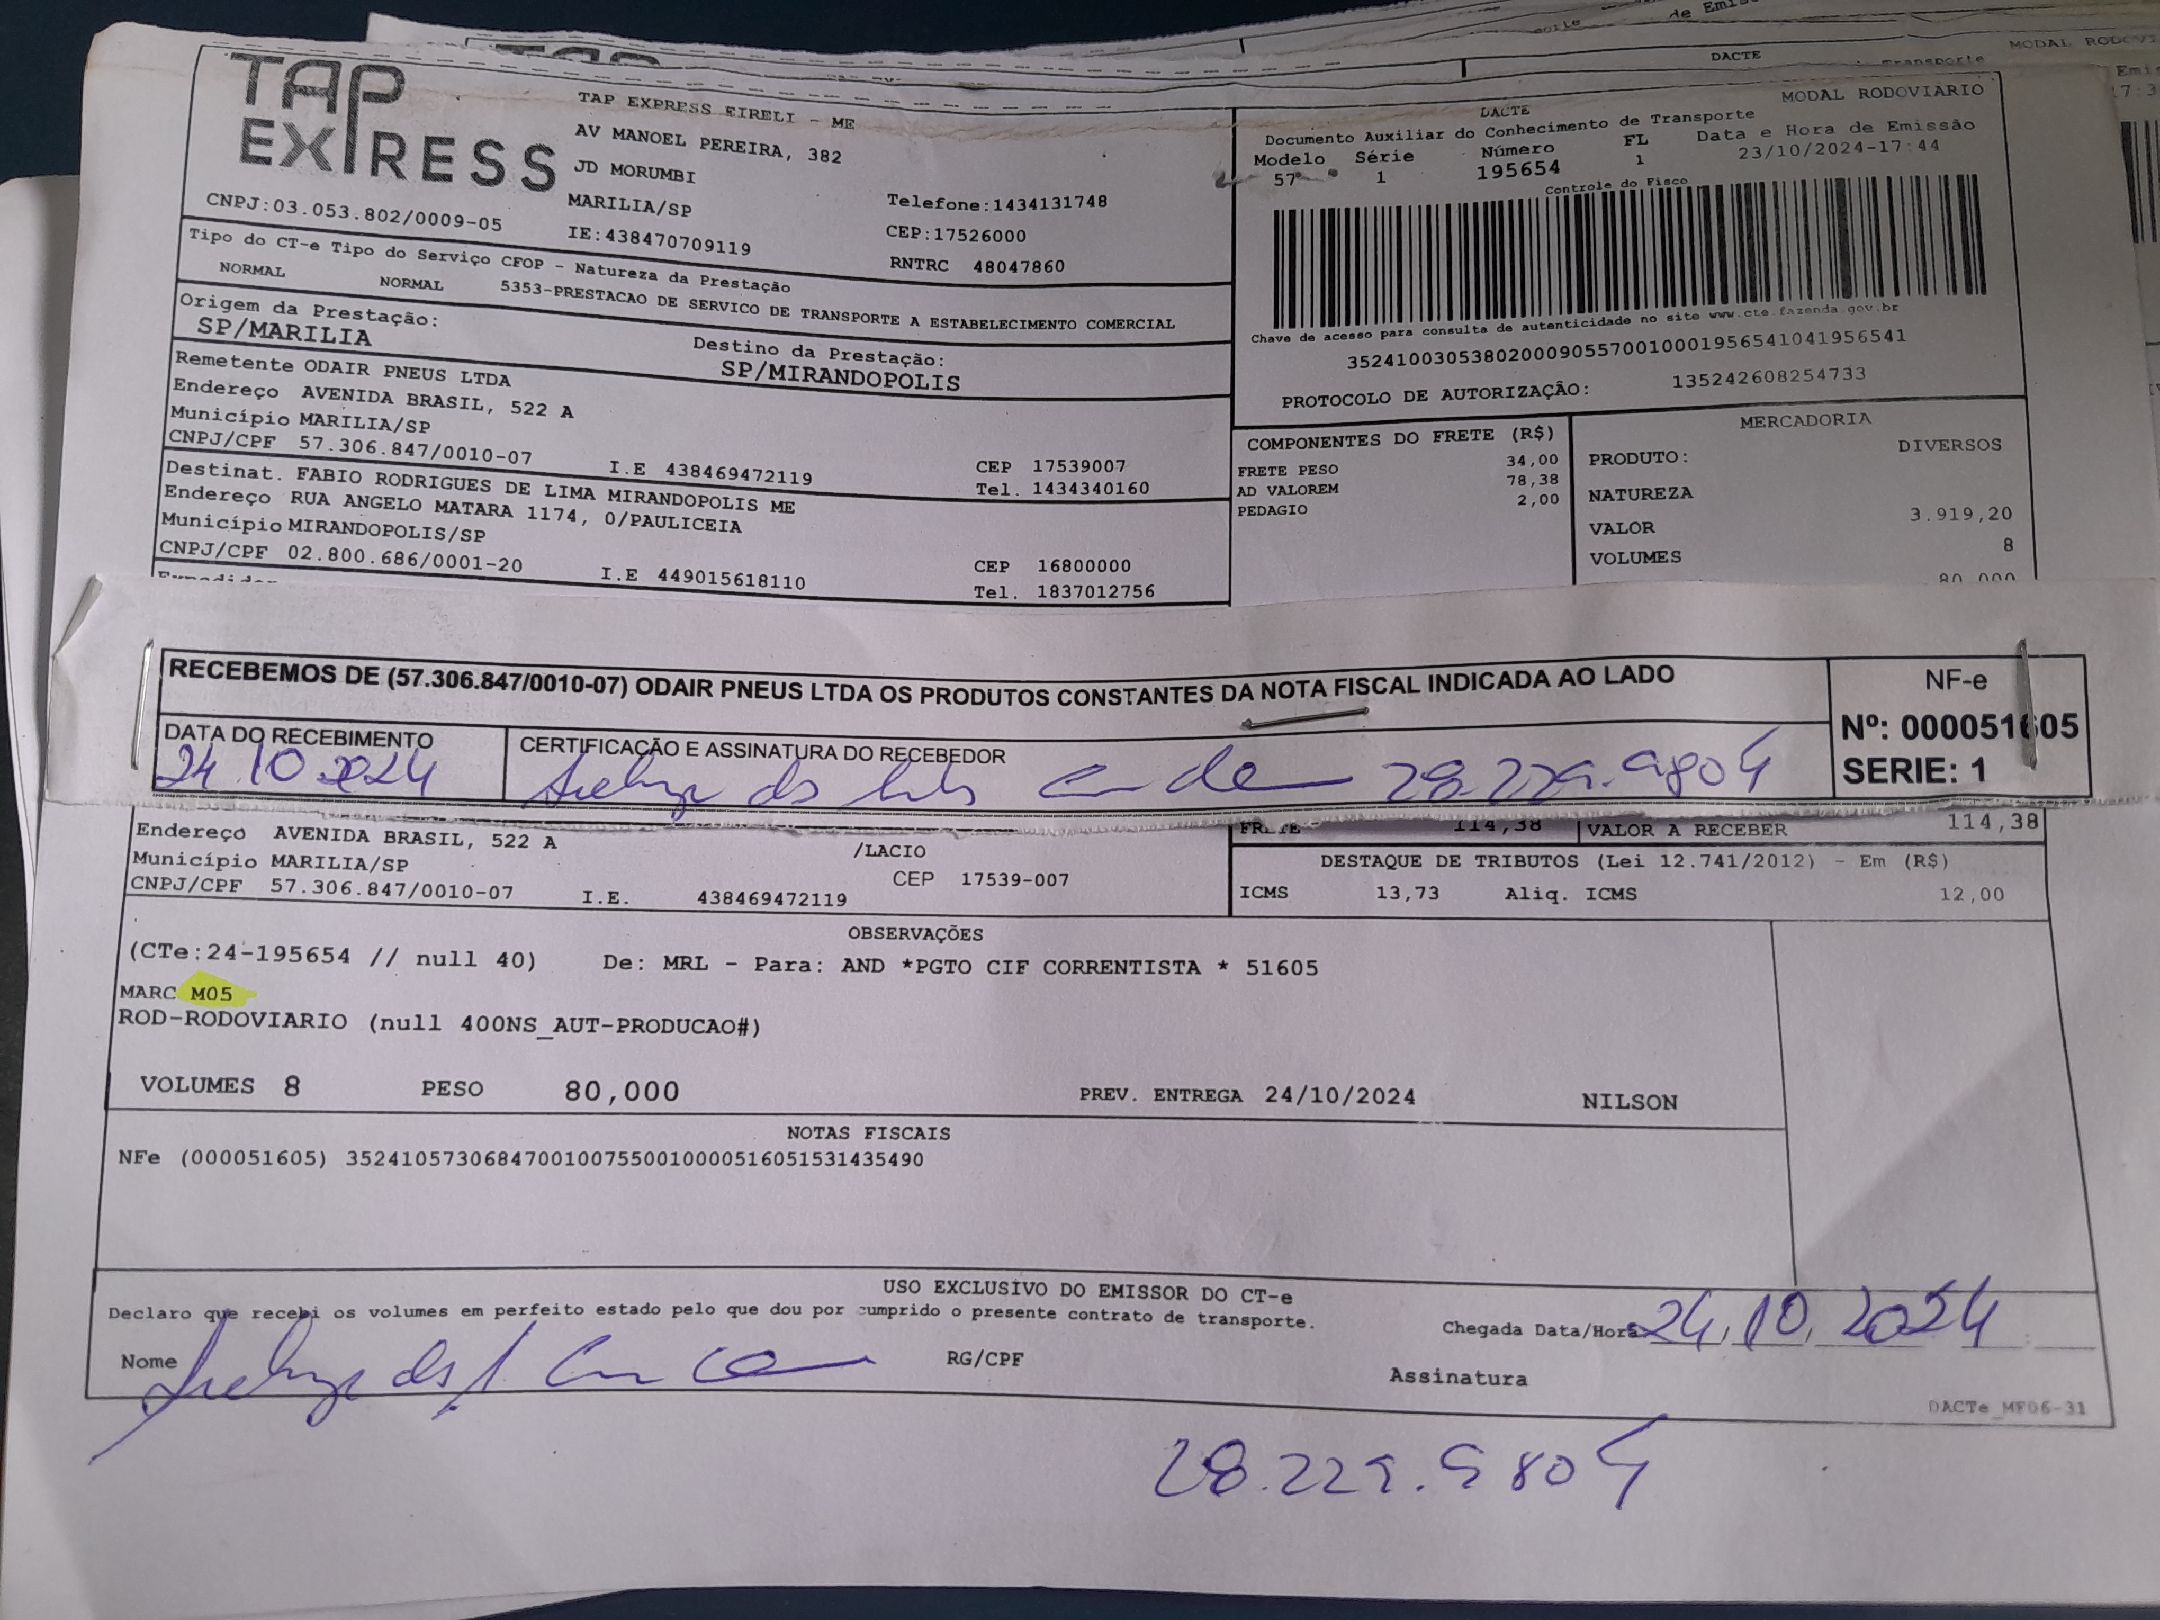 TAP
EXPRESS
TAP EXPRESS EIRELI - ME
AV MANOEL PEREIRA, 382
JD MORUMBI
MARILIA/SP
IE:438470709119
Telefone:1434131748
CEP:17526000
RNTRC 48047860
CNPJ:03.053.802/0009-05
DACTE
MODAL RODOVIARIO
Documento Auxiliar do Conhecimento de Transporte
Modelo Série Número FL Data e Hora de Emissão
57 1 195654 1 23/10/2024-17:44
Controle do Fisco
Chave de acesso para consulta de autenticidade no site www.cte.fazenda.gov.br
35241003053802000905570010001956541041956541
PROTOCOLO DE AUTORIZAÇÃO: 135242608254733
Tipo do CT-e Tipo do Serviço CFOP - Natureza da Prestação
NORMAL NORMAL 5353-PRESTACAO DE SERVICO DE TRANSPORTE A ESTABELECIMENTO COMERCIAL
Origem da Prestação:
SP/MARILIA
Destino da Prestação:
SP/MIRANDOPOLIS
Remetente ODAIR PNEUS LTDA
Endereço AVENIDA BRASIL, 522 A
Município MARILIA/SP
CNPJ/CPF 57.306.847/0010-07 I.E 438469472119
CEP 17539007
Tel. 1434340160
Destinat. FABIO RODRIGUES DE LIMA MIRANDOPOLIS ME
Endereço RUA ANGELO MATARA 1174, 0/PAULICEIA
Município MIRANDOPOLIS/SP
CNPJ/CPF 02.800.686/0001-20 I.E 449015618110
CEP 16800000
Tel. 1837012756
COMPONENTES DO FRETE (R$)
FRETE PESO 34,00
AD VALOREM 78,38
PEDAGIO 2,00
MERCADORIA
PRODUTO: DIVERSOS
NATUREZA
VALOR 3.919,20
VOLUMES 8
80,000
RECEBEMOS DE (57.306.847/0010-07) ODAIR PNEUS LTDA OS PRODUTOS CONSTANTES DA NOTA FISCAL INDICADA AO LADO
DATA DO RECEBIMENTO
24.10.2024
CERTIFICAÇÃO E ASSINATURA DO RECEBEDOR
28.229.9804
NF-e
Nº: 000051605
SERIE: 1
Endereço AVENIDA BRASIL, 522 A /LACIO
Município MARILIA/SP CEP 17539-007
CNPJ/CPF 57.306.847/0010-07 I.E. 438469472119
FRETE 114,38 VALOR A RECEBER 114,38
DESTAQUE DE TRIBUTOS (Lei 12.741/2012) - Em (R$)
ICMS 13,73 Aliq. ICMS 12,00
OBSERVAÇÕES
(CTe:24-195654 // null 40) De: MRL - Para: AND *PGTO CIF CORRENTISTA * 51605
MARC M05
ROD-RODOVIARIO (null 400NS_AUT-PRODUCAO#)
VOLUMES 8 PESO 80,000 PREV. ENTREGA 24/10/2024 NILSON
NOTAS FISCAIS
NFe (000051605) 35241057306847001007550010000516051531435490
USO EXCLUSIVO DO EMISSOR DO CT-e
Declaro que recebi os volumes em perfeito estado pelo que dou por cumprido o presente contrato de transporte.
Chegada Data/Hora 24.10.2024
Nome RG/CPF Assinatura
DACTe_MF06-31
28.229.9804